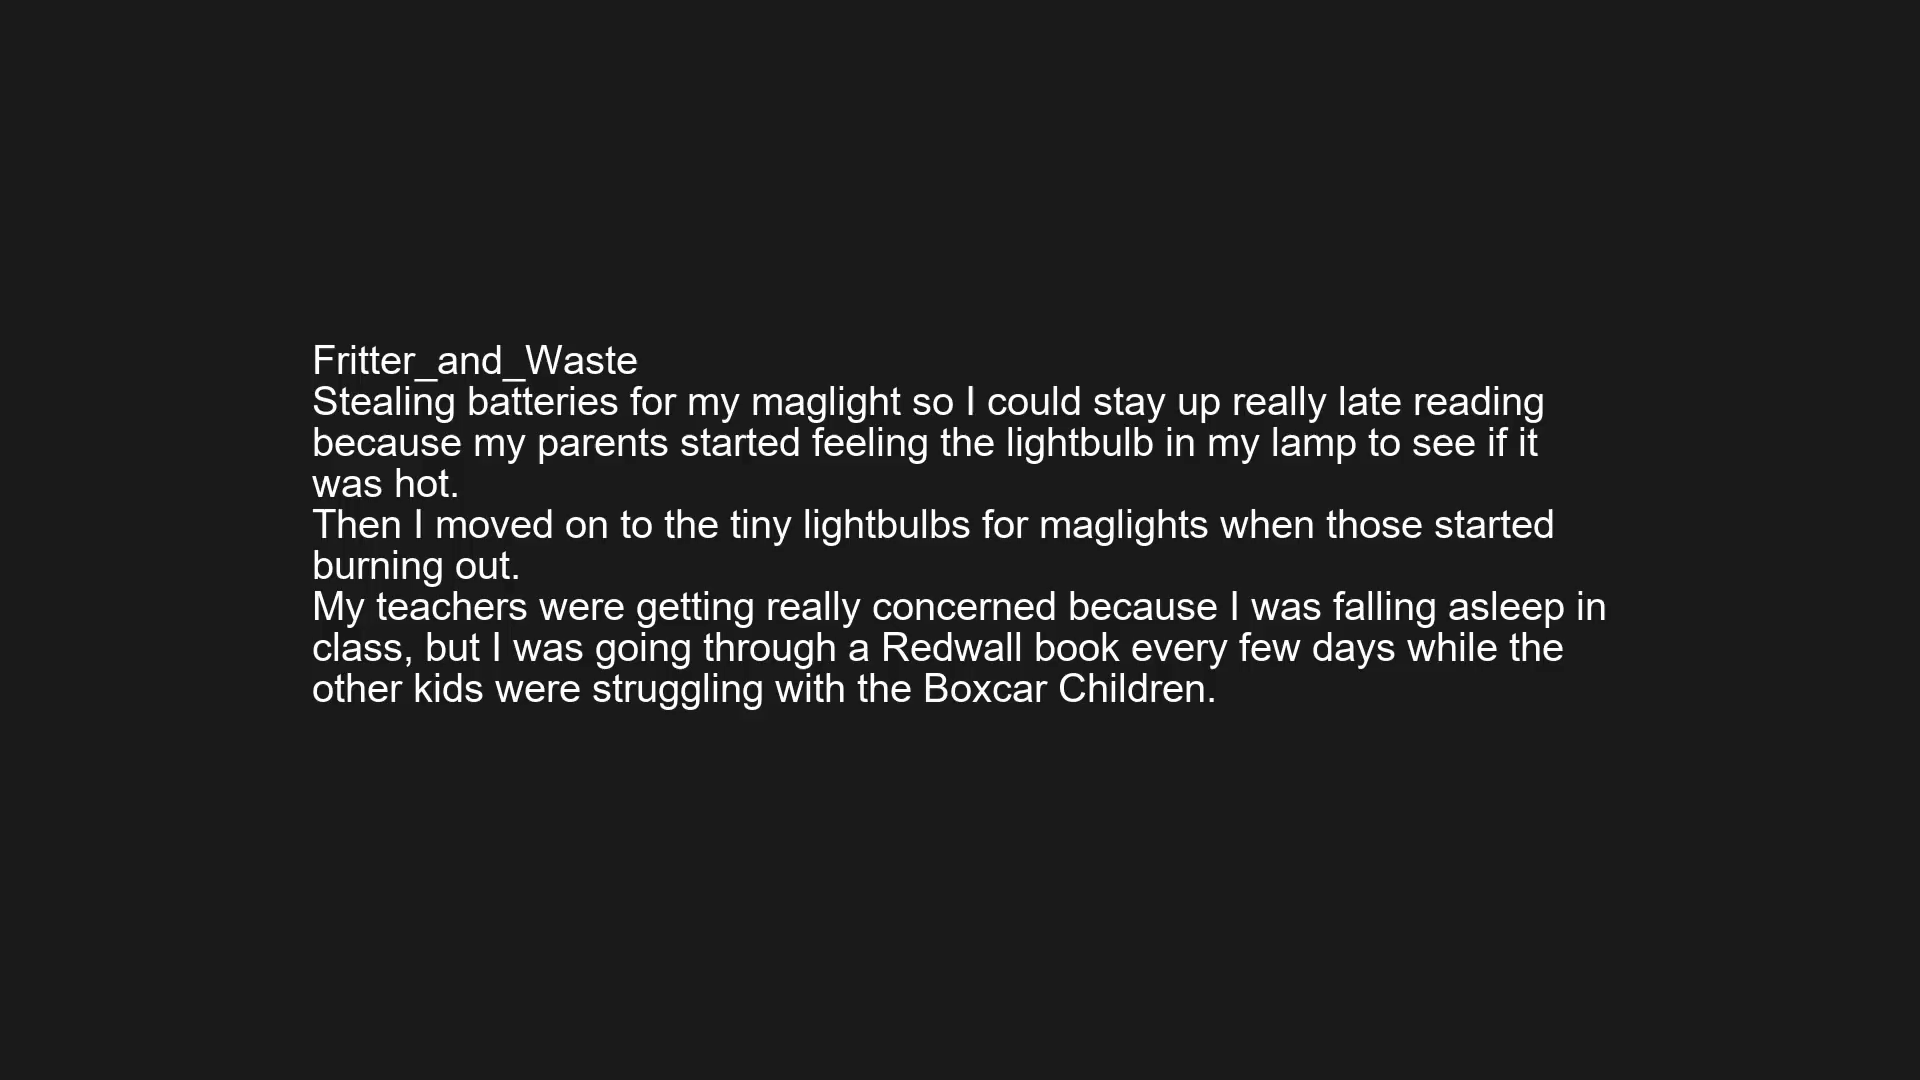 Fritter_and_Waste
Stealing batteries for my maglight so I could stay up really late reading
because my parents started feeling the lightbulb in my lamp to see if it
was hot.
Then I moved on to the tiny lightbulbs for maglights when those started
burning out.
My teachers were getting really concerned because I was falling asleep in
class, but I was going through a Redwall book every few days while the
other kids were struggling with the Boxcar Children.